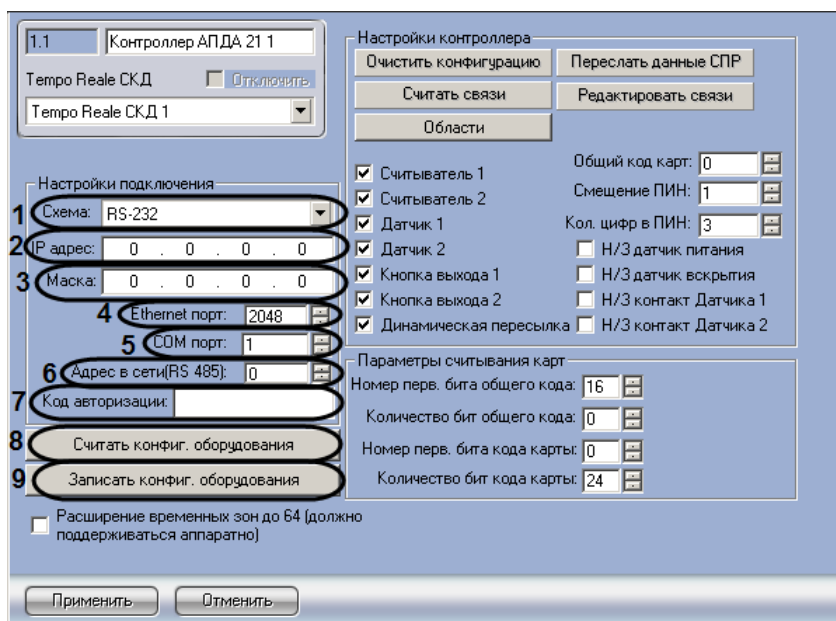 1.1 Контроллер АПДА 21 1
Tempo Reale СКД Отключить
Tempo Reale СКД 1
Настройки подключения
1 Схема: RS-232
2 IP адрес: 0 . 0 . 0 . 0
3 Маска: 0 . 0 . 0 . 0
4 Ethernet порт: 2048
5 COM порт: 1
6 Адрес в сети(RS 485): 0
7 Код авторизации:
8 Считать конфиг. оборудования
9 Записать конфиг. оборудования
Расширение временных зон до 64 (должно
поддерживаться аппаратно)
Настройки контроллера
Очистить конфигурацию Переслать данные СПР
Считать связи Редактировать связи
Области
Считыватель 1
Считыватель 2
Датчик 1
Датчик 2
Кнопка выхода 1
Кнопка выхода 2
Динамическая пересылка
Общий код карт: 0
Смещение ПИН: 1
Кол. цифр в ПИН: 3
Н/З датчик питания
Н/З датчик вскрытия
Н/З контакт Датчика 1
Н/З контакт Датчика 2
Параметры считывания карт
Номер перв. бита общего кода: 16
Количество бит общего кода: 0
Номер перв. бита кода карты: 0
Количество бит кода карты: 24
Применить Отменить